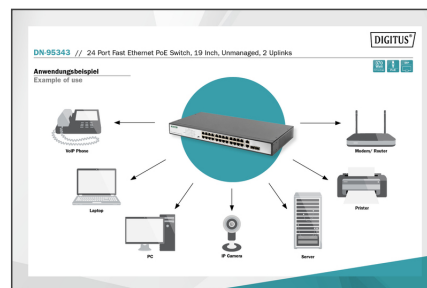 DIGITUS®
DN-95343 // 24 Port Fast Ethernet PoE Switch, 19 inch, Unmanaged, 2 Uplinks
Anwendungsbeispiel
Example of use
VoIP Phone
Modem/ Router
Laptop
Printer
PC
IP Camera
Server